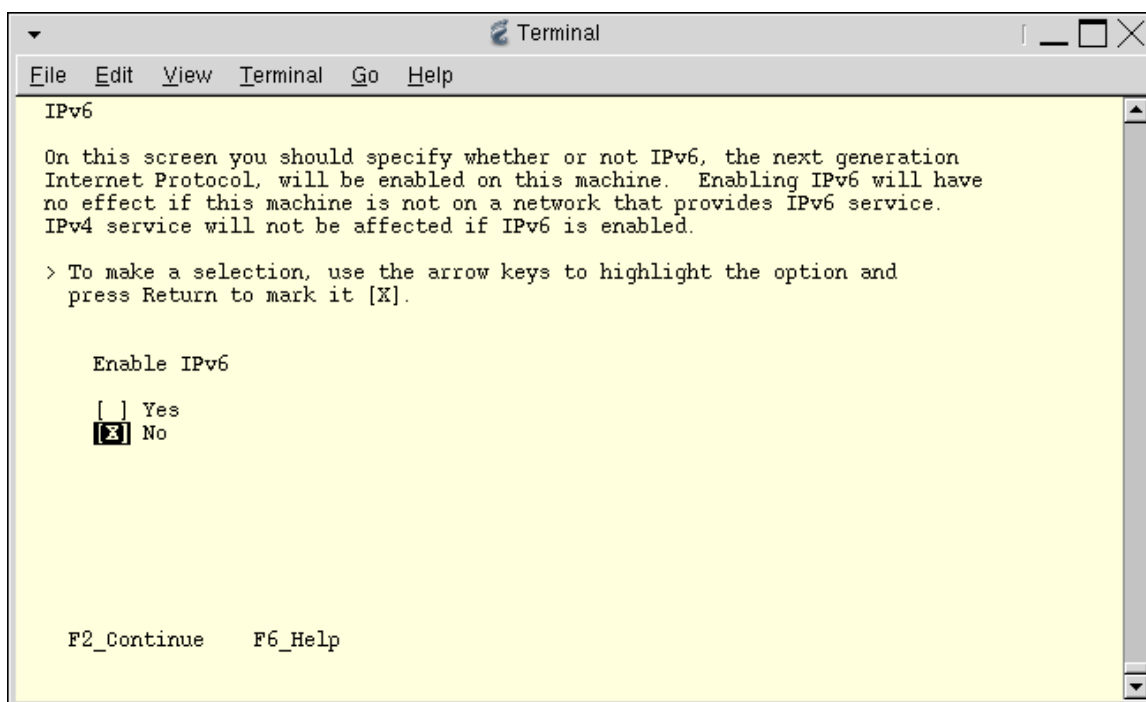 Terminal
File Edit View Terminal Go Help
IPv6
On this screen you should specify whether or not IPv6, the next generation
Internet Protocol, will be enabled on this machine.  Enabling IPv6 will have
no effect if this machine is not on a network that provides IPv6 service.
IPv4 service will not be affected if IPv6 is enabled.
> To make a selection, use the arrow keys to highlight the option and
press Return to mark it [X].
Enable IPv6
[ ] Yes
[X] No
F2_Continue F6_Help